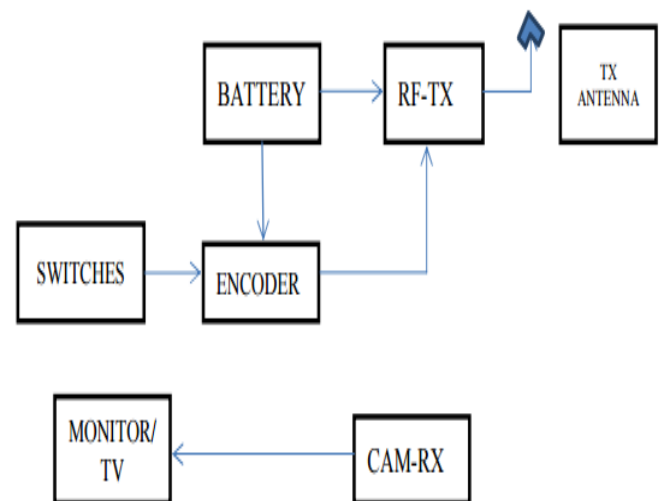 BATTERY
RF-TX
TX
ANTENNA
SWITCHES
ENCODER
MONITOR/
TV
CAM-RX